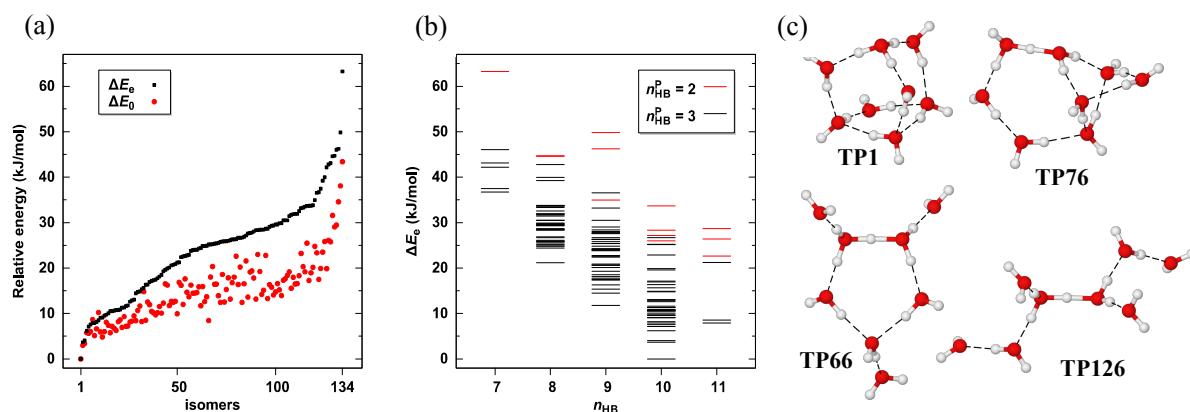 (a)
(b)
(c)
Relative energy (kJ/mol)
60
50
40
30
20
10
0
ΔEₑ
ΔE₀
1
50
100
134
isomers
ΔEₑ (kJ/mol)
60
50
40
30
20
10
0
nᴾHB = 2
nᴾHB = 3
7
8
9
10
11
nHB
TP1
TP76
TP66
TP126